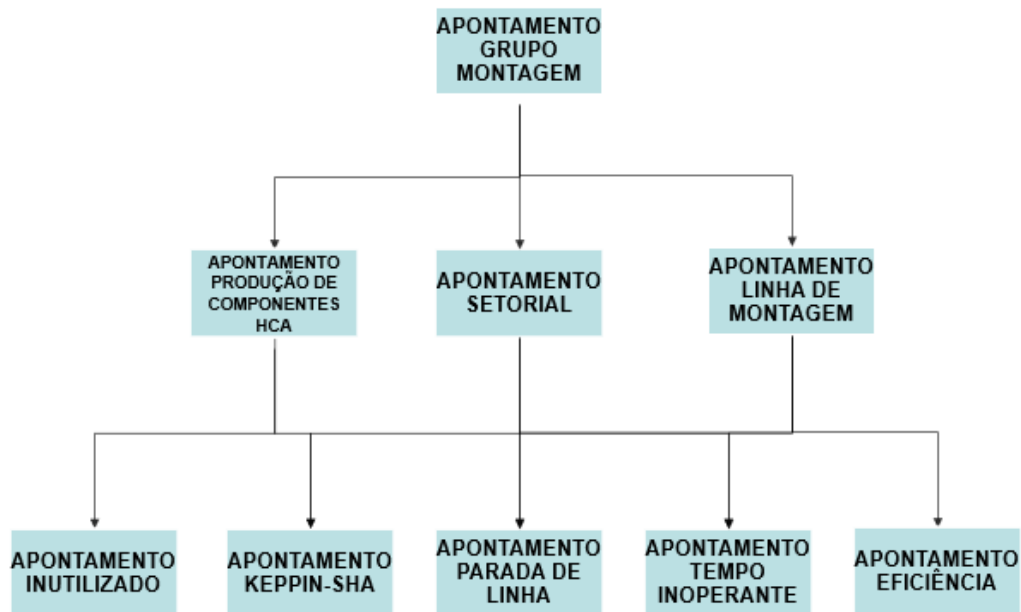 APONTAMENTO
GRUPO
MONTAGEM
APONTAMENTO
PRODUÇÃO DE
COMPONENTES
HCA
APONTAMENTO
SETORIAL
APONTAMENTO
LINHA DE
MONTAGEM
APONTAMENTO
INUTILIZADO
APONTAMENTO
KEPPIN-SHA
APONTAMENTO
PARADA DE
LINHA
APONTAMENTO
TEMPO
INOPERANTE
APONTAMENTO
EFICIÊNCIA